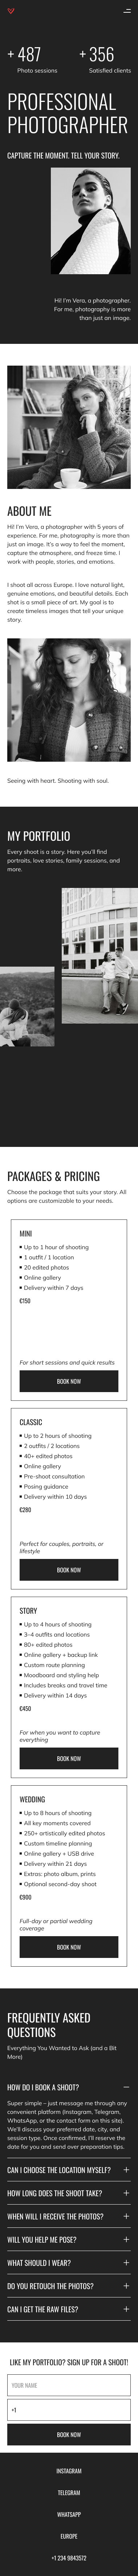 + 487
Photo sessions
+ 356
Satisfied clients
PROFESSIONAL
PHOTOGRAPHER
CAPTURE THE MOMENT. TELL YOUR STORY.
Hi! I'm Vera, a photographer.
For me, photography is more
than just an image.
ABOUT ME
Hi! I'm Vera, a photographer with 5 years of
experience. For me, photography is more than
just an image. It's a way to feel the moment,
capture the atmosphere, and freeze time. I
work with people, stories, and emotions.
I shoot all across Europe. I love natural light,
genuine emotions, and beautiful details. Each
shot is a small piece of art. My goal is to
create timeless images that tell your unique
story.
Seeing with heart. Shooting with soul.
MY PORTFOLIO
Every shoot is a story. Here you'll find
portraits, love stories, family sessions, and
more.
PACKAGES & PRICING
Choose the package that suits your story. All
options are customizable to your needs.
MINI
Up to 1 hour of shooting
1 outfit / 1 location
20 edited photos
Online gallery
Delivery within 7 days
€150
For short sessions and quick results
BOOK NOW
CLASSIC
Up to 2 hours of shooting
2 outfits / 2 locations
40+ edited photos
Online gallery
Pre-shoot consultation
Posing guidance
Delivery within 10 days
€280
Perfect for couples, portraits, or
lifestyle
BOOK NOW
STORY
Up to 4 hours of shooting
3–4 outfits and locations
80+ edited photos
Online gallery + backup link
Custom route planning
Moodboard and styling help
Includes breaks and travel time
Delivery within 14 days
€450
For when you want to capture
everything
BOOK NOW
WEDDING
Up to 8 hours of shooting
All key moments covered
250+ artistically edited photos
Custom timeline planning
Online gallery + USB drive
Delivery within 21 days
Extras: photo album, prints
Optional second-day shoot
€900
Full-day or partial wedding
coverage
BOOK NOW
FREQUENTLY ASKED
QUESTIONS
Everything You Wanted to Ask (and a Bit
More)
HOW DO I BOOK A SHOOT?
Super simple – just message me through any
convenient platform (Instagram, Telegram,
WhatsApp, or the contact form on this site).
We'll discuss your preferred date, city, and
session type. Once confirmed, I'll reserve the
date for you and send over preparation tips.
CAN I CHOOSE THE LOCATION MYSELF?
HOW LONG DOES THE SHOOT TAKE?
WHEN WILL I RECEIVE THE PHOTOS?
WILL YOU HELP ME POSE?
WHAT SHOULD I WEAR?
DO YOU RETOUCH THE PHOTOS?
CAN I GET THE RAW FILES?
LIKE MY PORTFOLIO? SIGN UP FOR A SHOOT!
YOUR NAME
+1
BOOK NOW
INSTAGRAM
TELEGRAM
WHATSAPP
EUROPE
+1 234 9843572